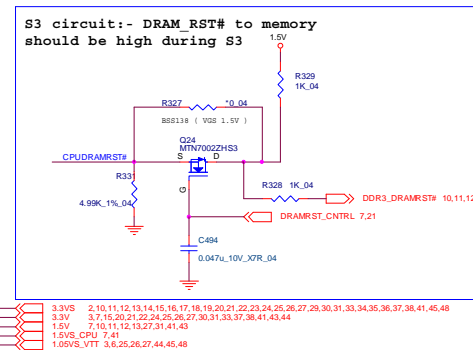 S3 circuit:- DRAM_RST# to memory
should be high during S3
1.5V
R329
1K_04
R327 *0_04
BSS138 ( VGS 1.5V )
Q24
MTN7002ZHS3
CPUDRAMRST#
S D
G
R331
4.99K_1%_04
R328 1K_04
DDR3_DRAMRST# 10,11,12
DRAMRST_CNTRL 7,21
C494
0.047u_10V_X7R_04
3.3VS 2,10,11,12,13,14,15,16,17,18,19,20,21,22,23,24,25,26,27,29,30,31,33,34,35,36,37,38,41,45,48
3.3V 3,7,15,20,21,22,24,25,26,27,30,31,33,37,38,41,43,44
1.5V 7,10,11,12,13,27,31,41,43
1.5VS_CPU 7,41
1.05VS_VTT 3,6,25,26,27,44,45,48